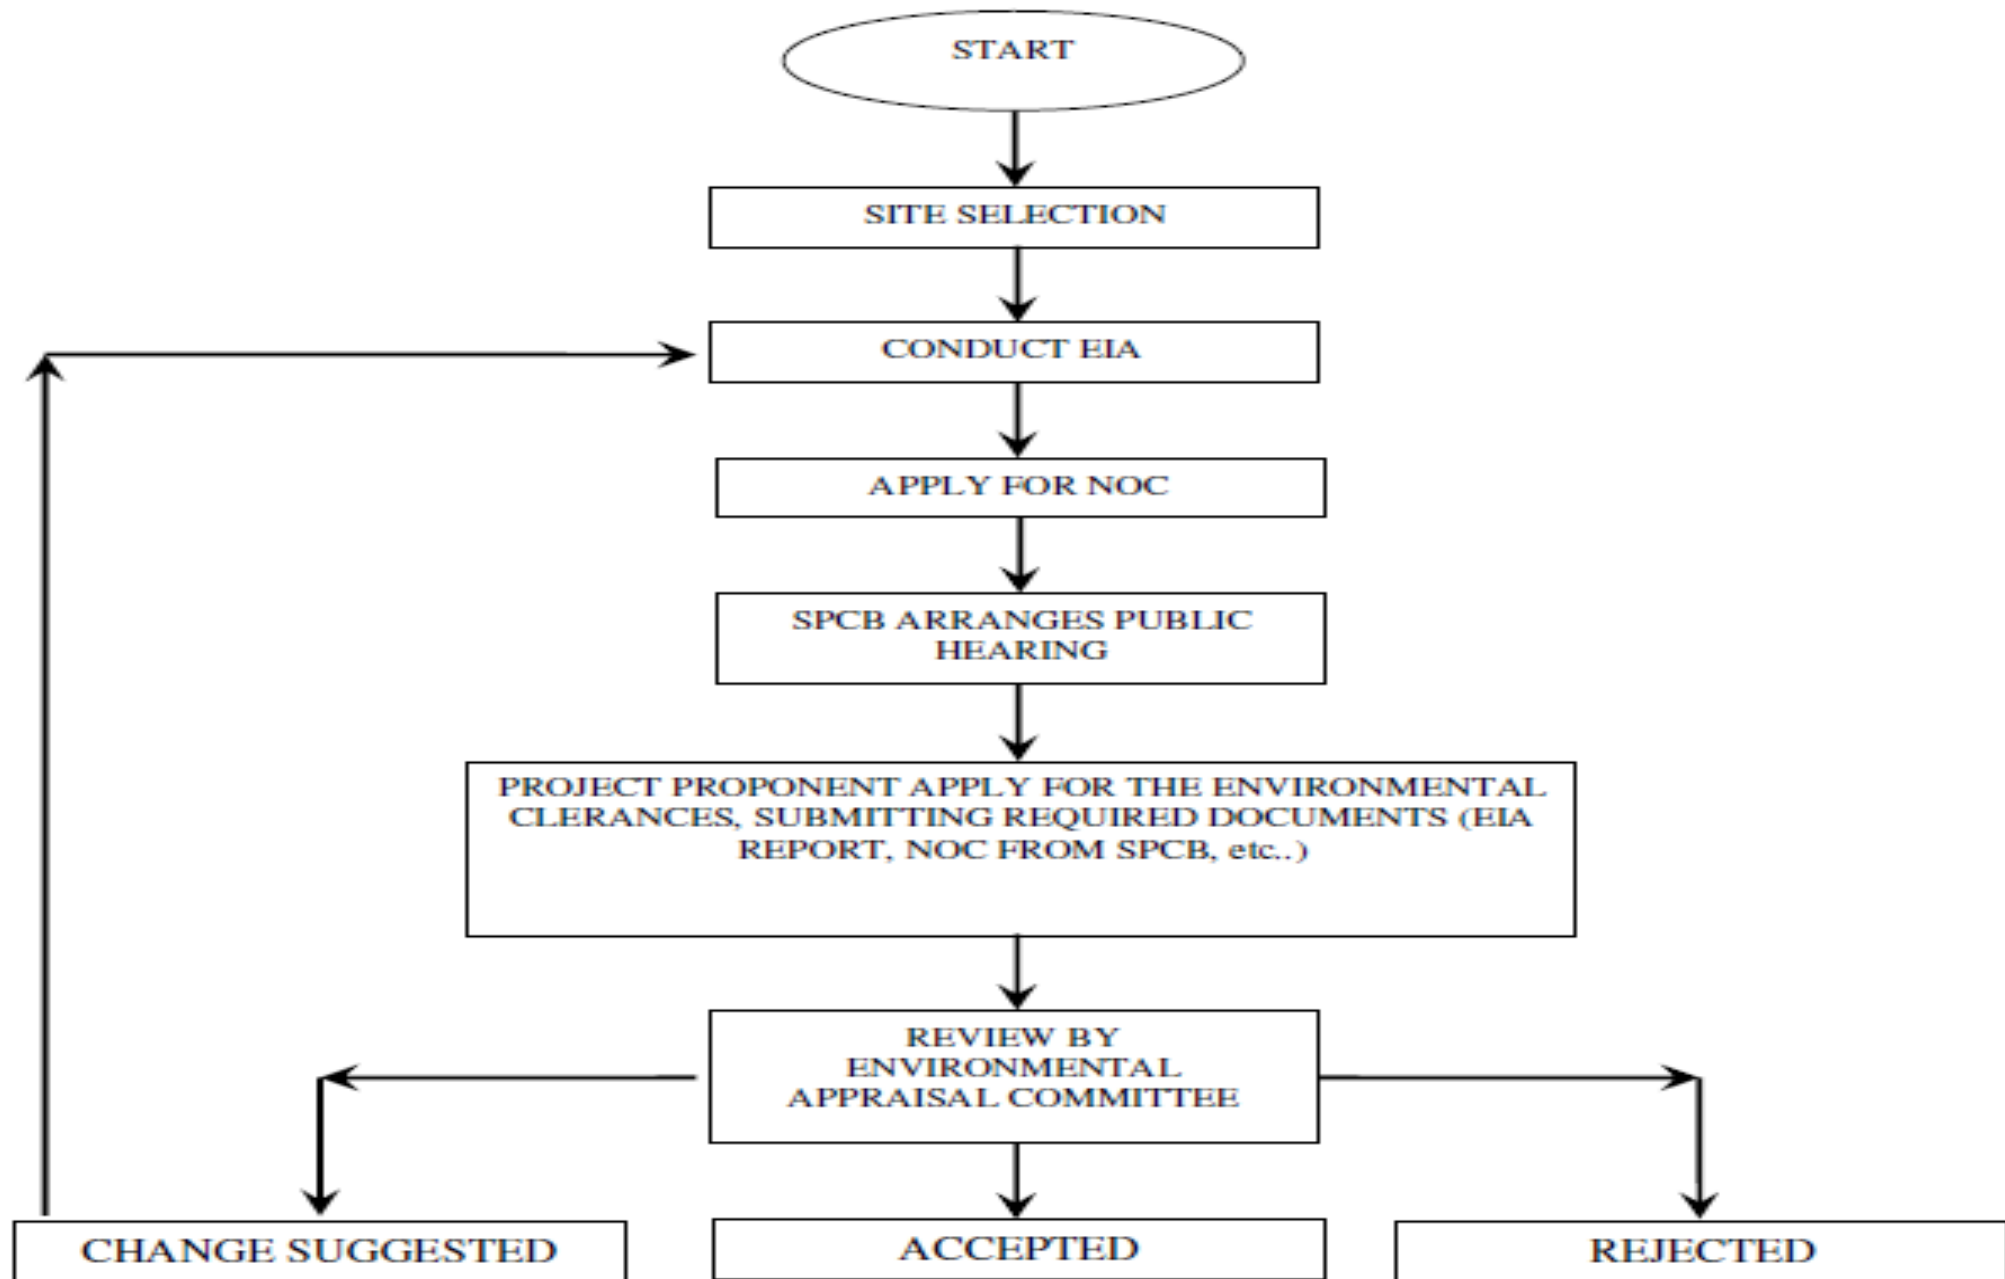 START
SITE SELECTION
CONDUCT EIA
APPLY FOR NOC
SPCB ARRANGES PUBLIC
HEARING
PROJECT PROPONENT APPLY FOR THE ENVIRONMENTAL
CLERANCES, SUBMITTING REQUIRED DOCUMENTS (EIA
REPORT, NOC FROM SPCB, etc..)
REVIEW BY
ENVIRONMENTAL
APPRAISAL COMMITTEE
CHANGE SUGGESTED
ACCEPTED
REJECTED